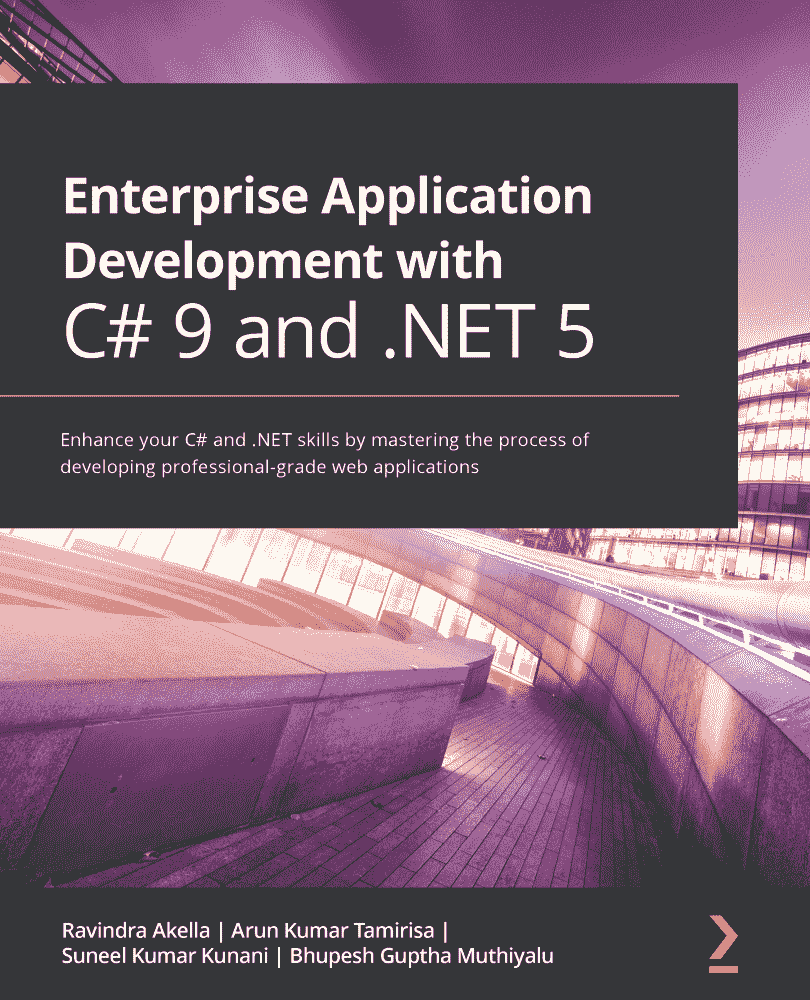 Enterprise Application
Development with
C# 9 and .NET 5
Enhance your C# and .NET skills by mastering the process of
developing professional-grade web applications
Ravindra Akella | Arun Kumar Tamirisa |
Suneel Kumar Kunani | Bhupesh Guptha Muthiyalu